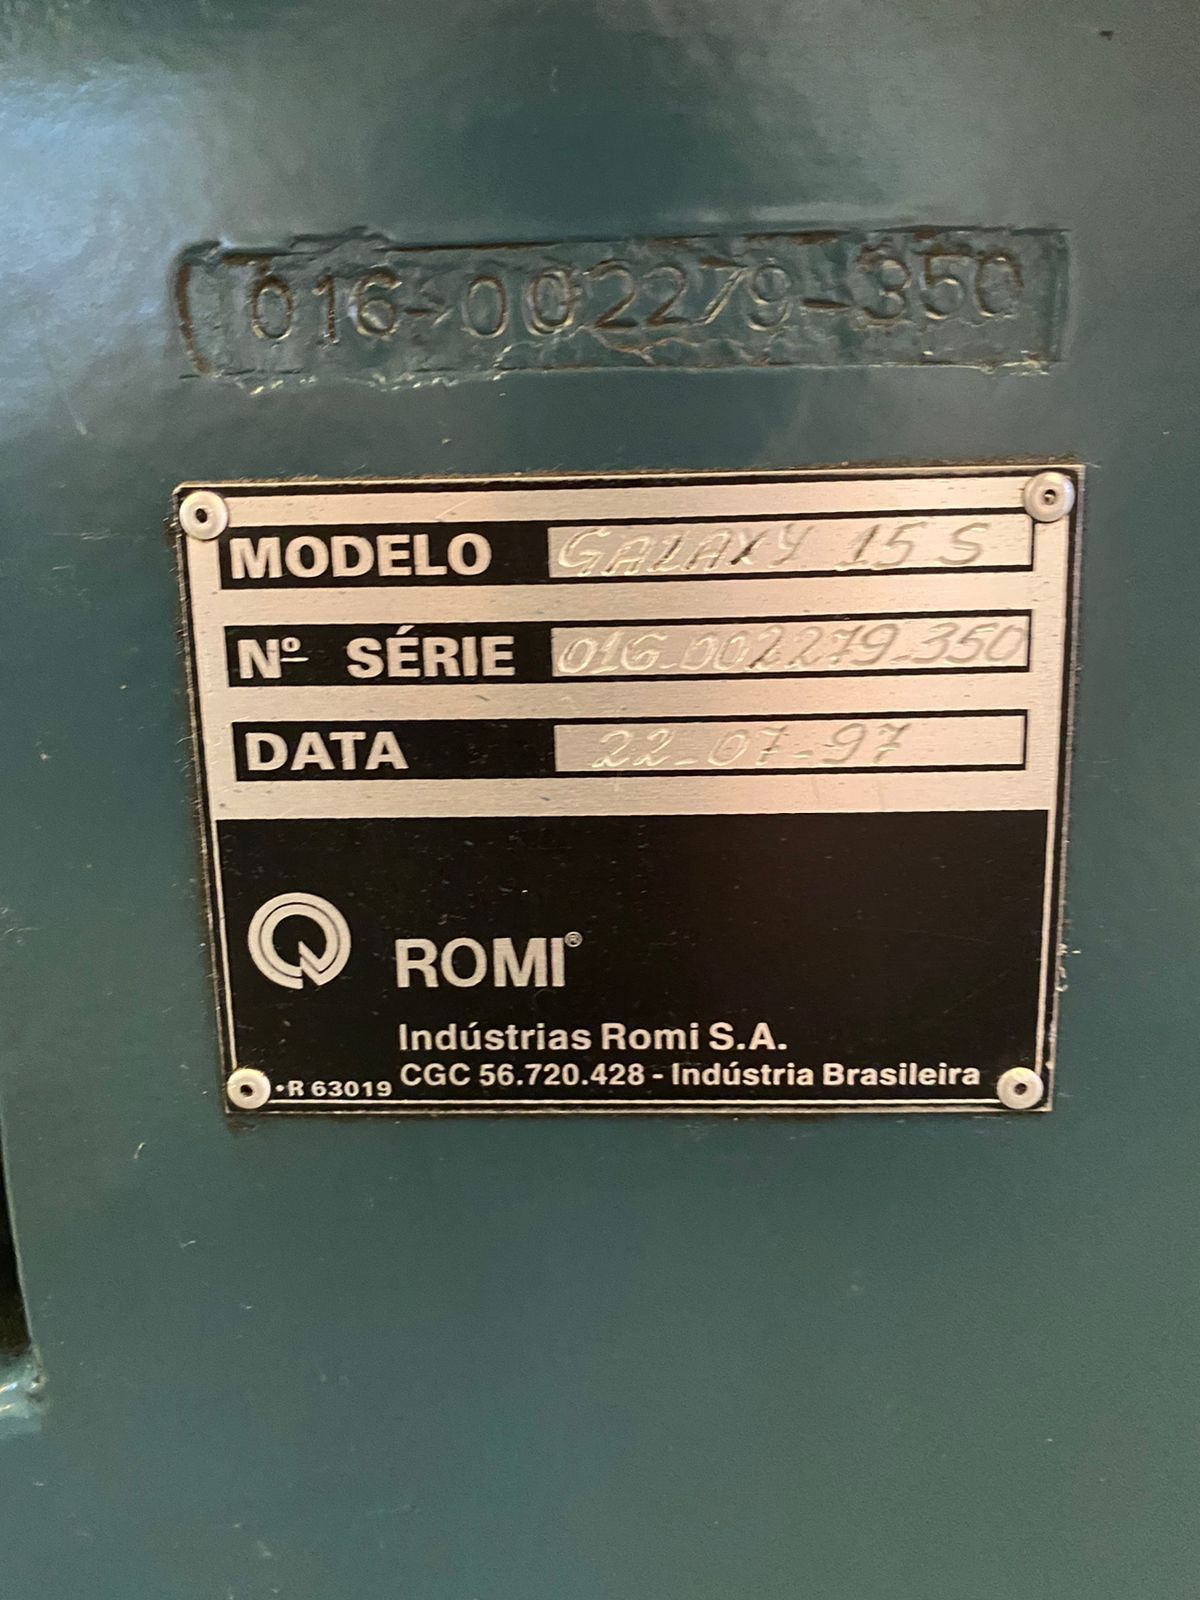 016-002279-350
MODELO GALAXY 15 S
Nº SÉRIE 016-002279-350
DATA 22-07-97
ROMI®
Indústrias Romi S.A.
•R 63019 CGC 56.720.428 - Indústria Brasileira